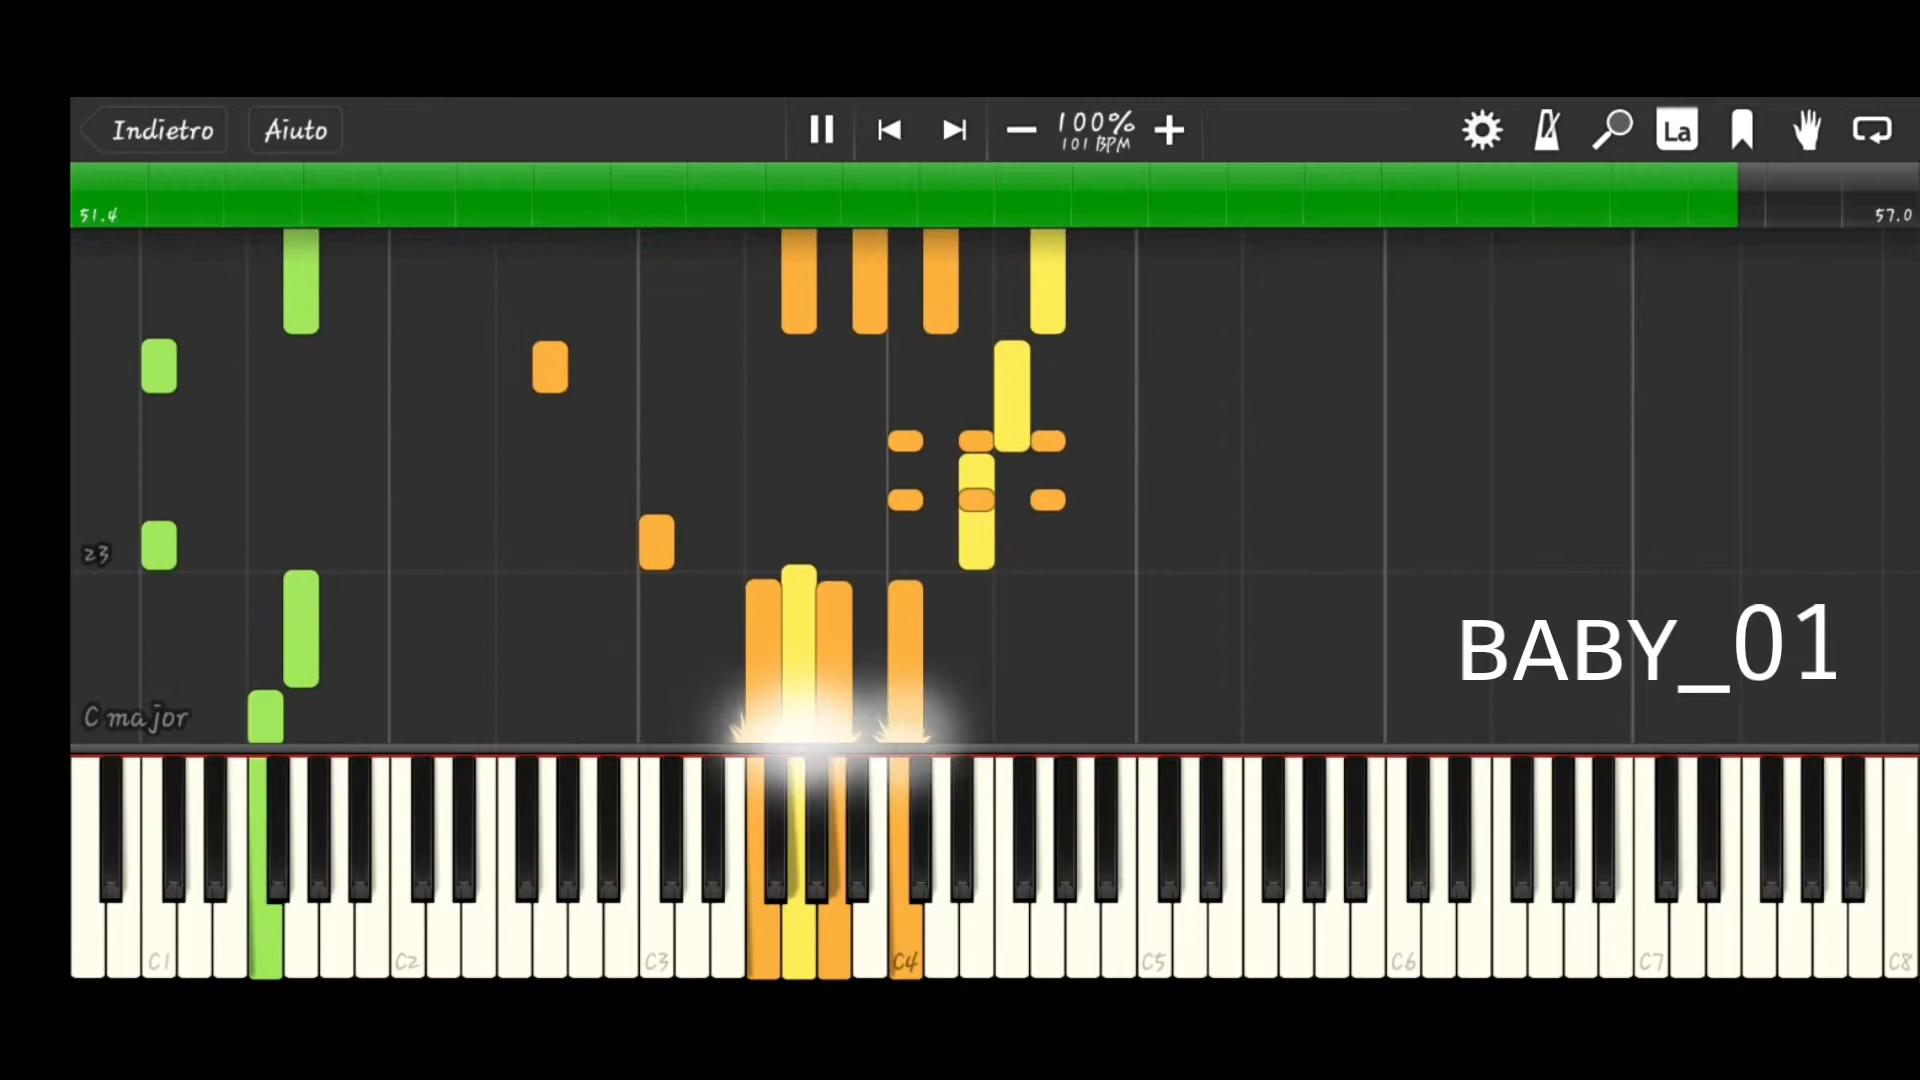 Indietro Aiuto 100% La
101 BPM
51.4 57.0
23
BABY_01
C major
C1 C2 C3 C4 C5 C6 C7 C8